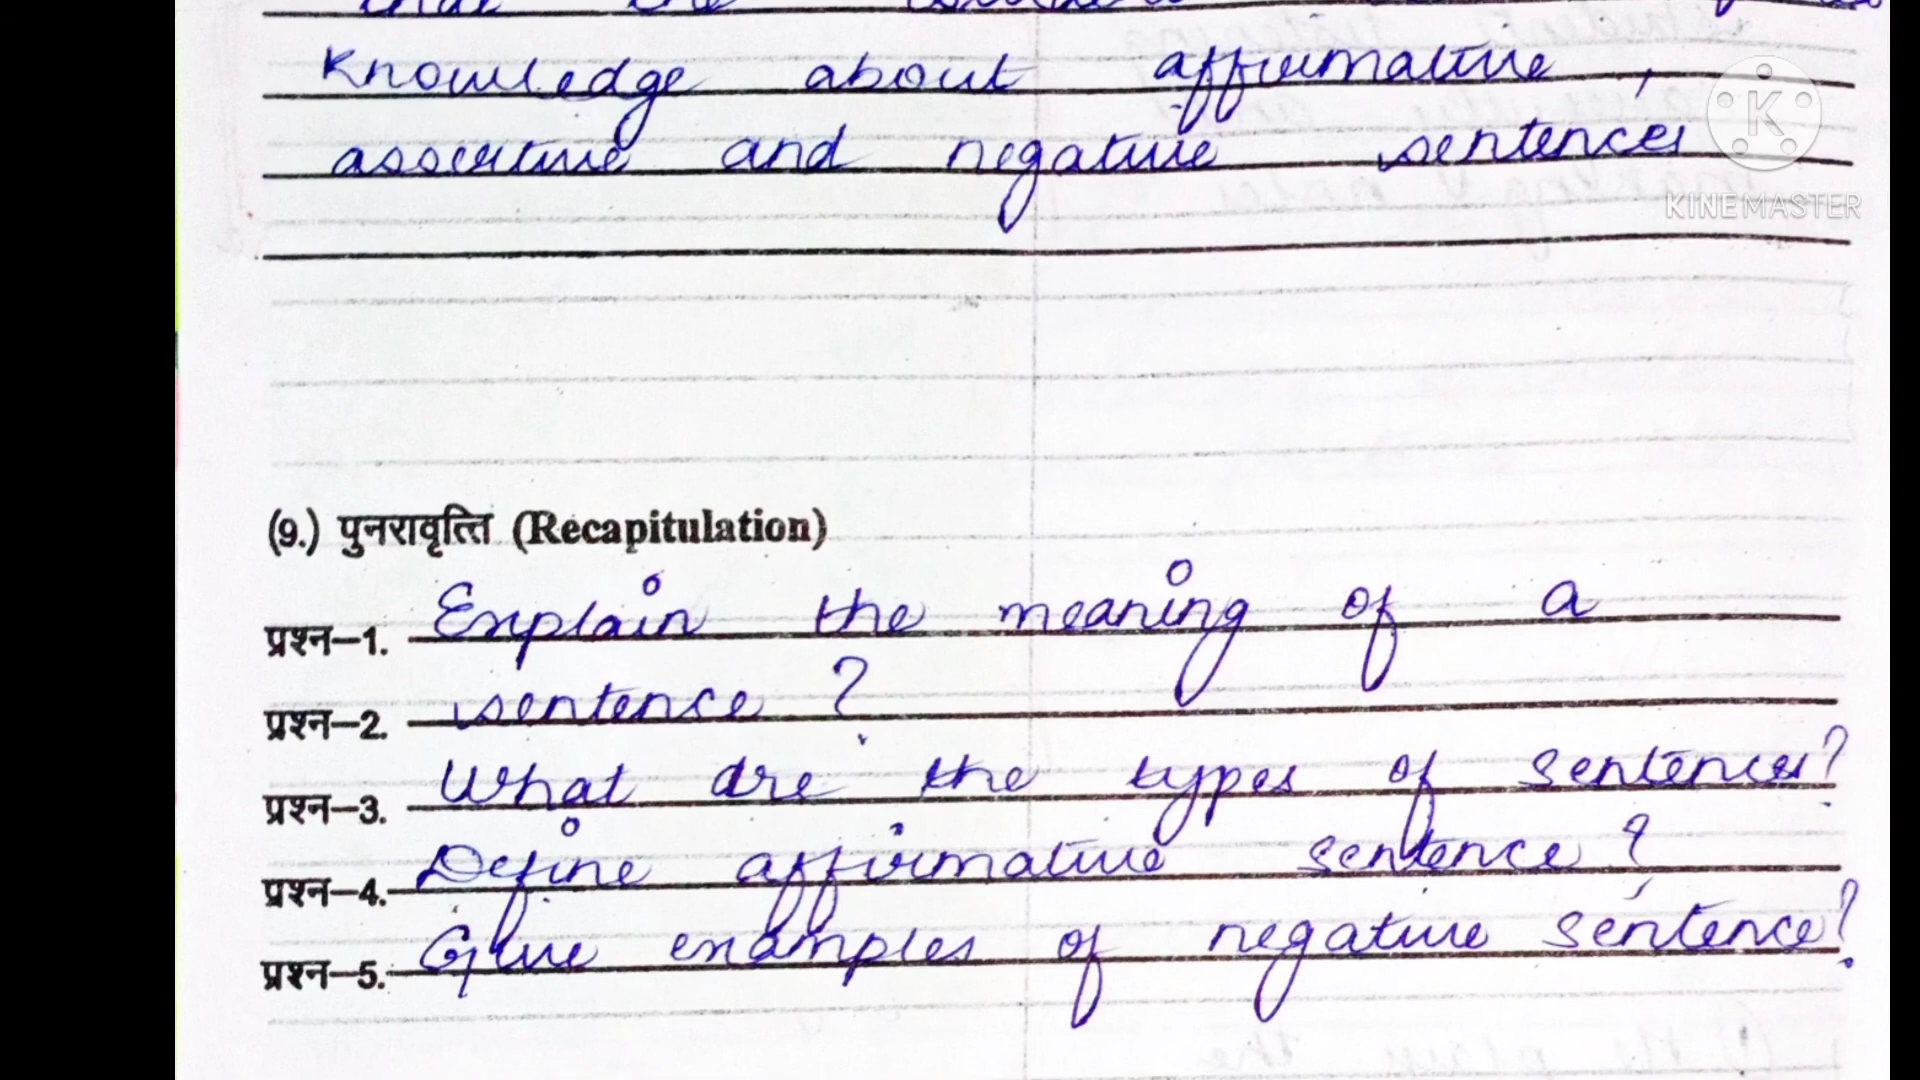 that the
Knowledge about affirmative,
assertive and negative sentences
KINEMASTER
(9.) पुनरावृत्ति (Recapitulation)
प्रश्न–1. Explain the meaning of a
प्रश्न–2. sentence ?
प्रश्न–3. What are the types of sentences?
प्रश्न–4. Define affirmative sentence ?
प्रश्न–5. Give examples of negative sentence?